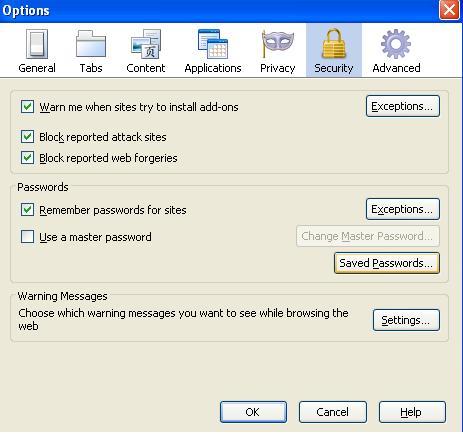 Options
General Tabs Content Applications Privacy Security Advanced
Warn me when sites try to install add-ons Exceptions...
Block reported attack sites
Block reported web forgeries
Passwords
Remember passwords for sites Exceptions...
Use a master password Change Master Password...
Saved Passwords...
Warning Messages
Choose which warning messages you want to see while browsing the
web
Settings...
OK Cancel Help